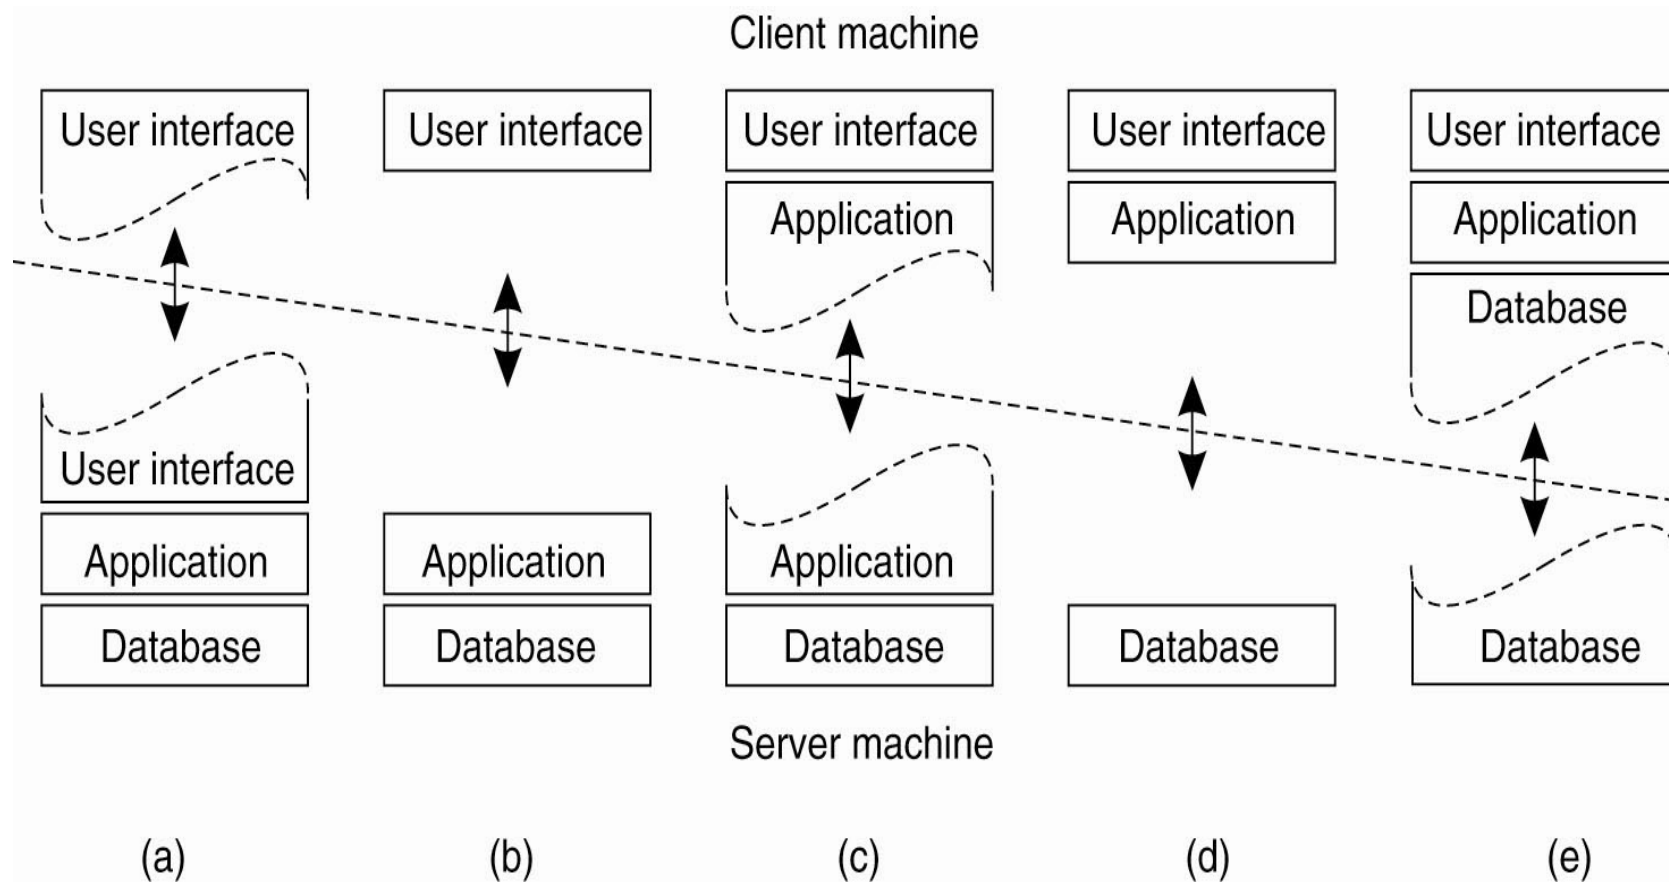 Client machine
User interface User interface User interface User interface User interface
Application Application Application
Database
User interface
Application Application Application
Database Database Database Database Database
Server machine
(a) (b) (c) (d) (e)